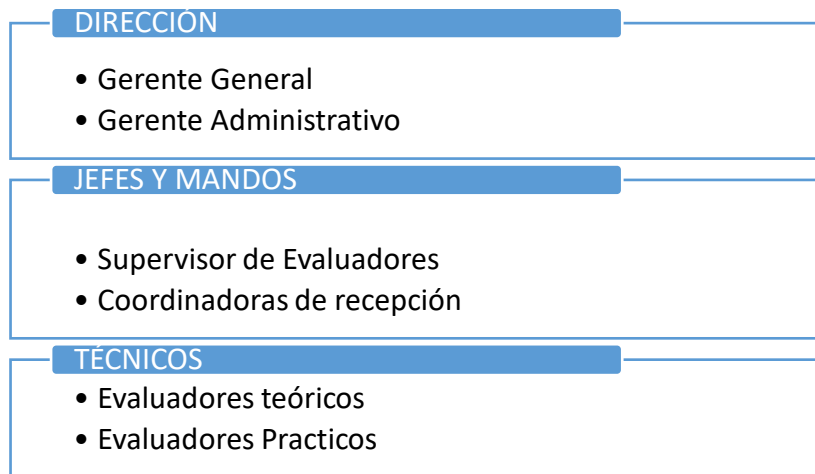 DIRECCIÓN
• Gerente General
• Gerente Administrativo
JEFES Y MANDOS
• Supervisor de Evaluadores
• Coordinadoras de recepción
TÉCNICOS
• Evaluadores teóricos
• Evaluadores Practicos